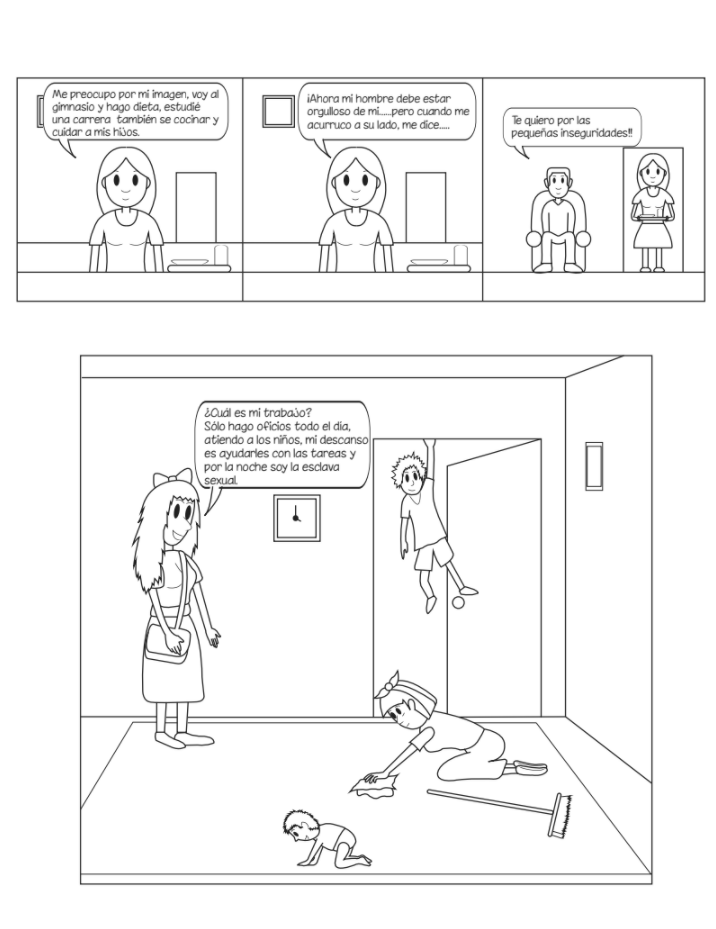 Me preocupo por mi imagen, voy al
gimnasio y hago dieta, estudié
una carrera también se cocinar y
cuidar a mis hijos.
¡Ahora mi hombre debe estar
orgulloso de mi.....pero cuando me
acurruco a su lado, me dice.....
Te quiero por las
pequeñas inseguridades!!
¿Cuál es mi trabajo?
Sólo hago oficios todo el dia,
atiendo a los niños, mi descanso
es ayudarles con las tareas y
por la noche soy la esclava
sexual.